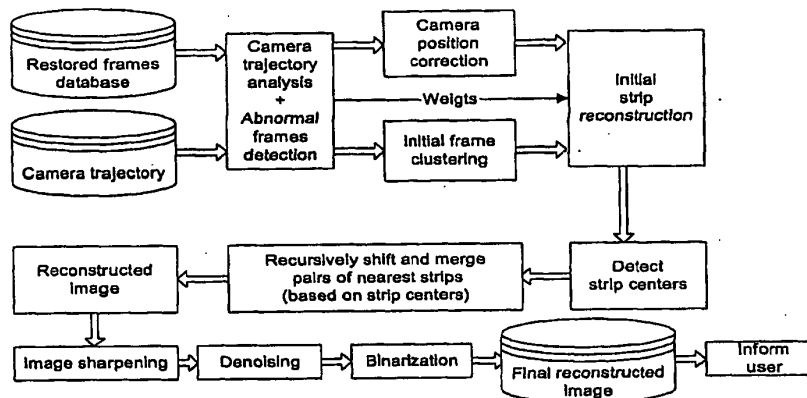 Restored frames
database
Camera trajectory
Camera
trajectory
analysis
+
Abnormal
frames
detection
Camera
position
correction
Weigts
Initial frame
clustering
Initial
strip
reconstruction
Detect
strip centers
Recursively shift and merge
pairs of nearest strips
(based on strip centers)
Reconstructed
image
Image sharpening
Denoising
Binarization
Final reconstructed
image
Inform
user